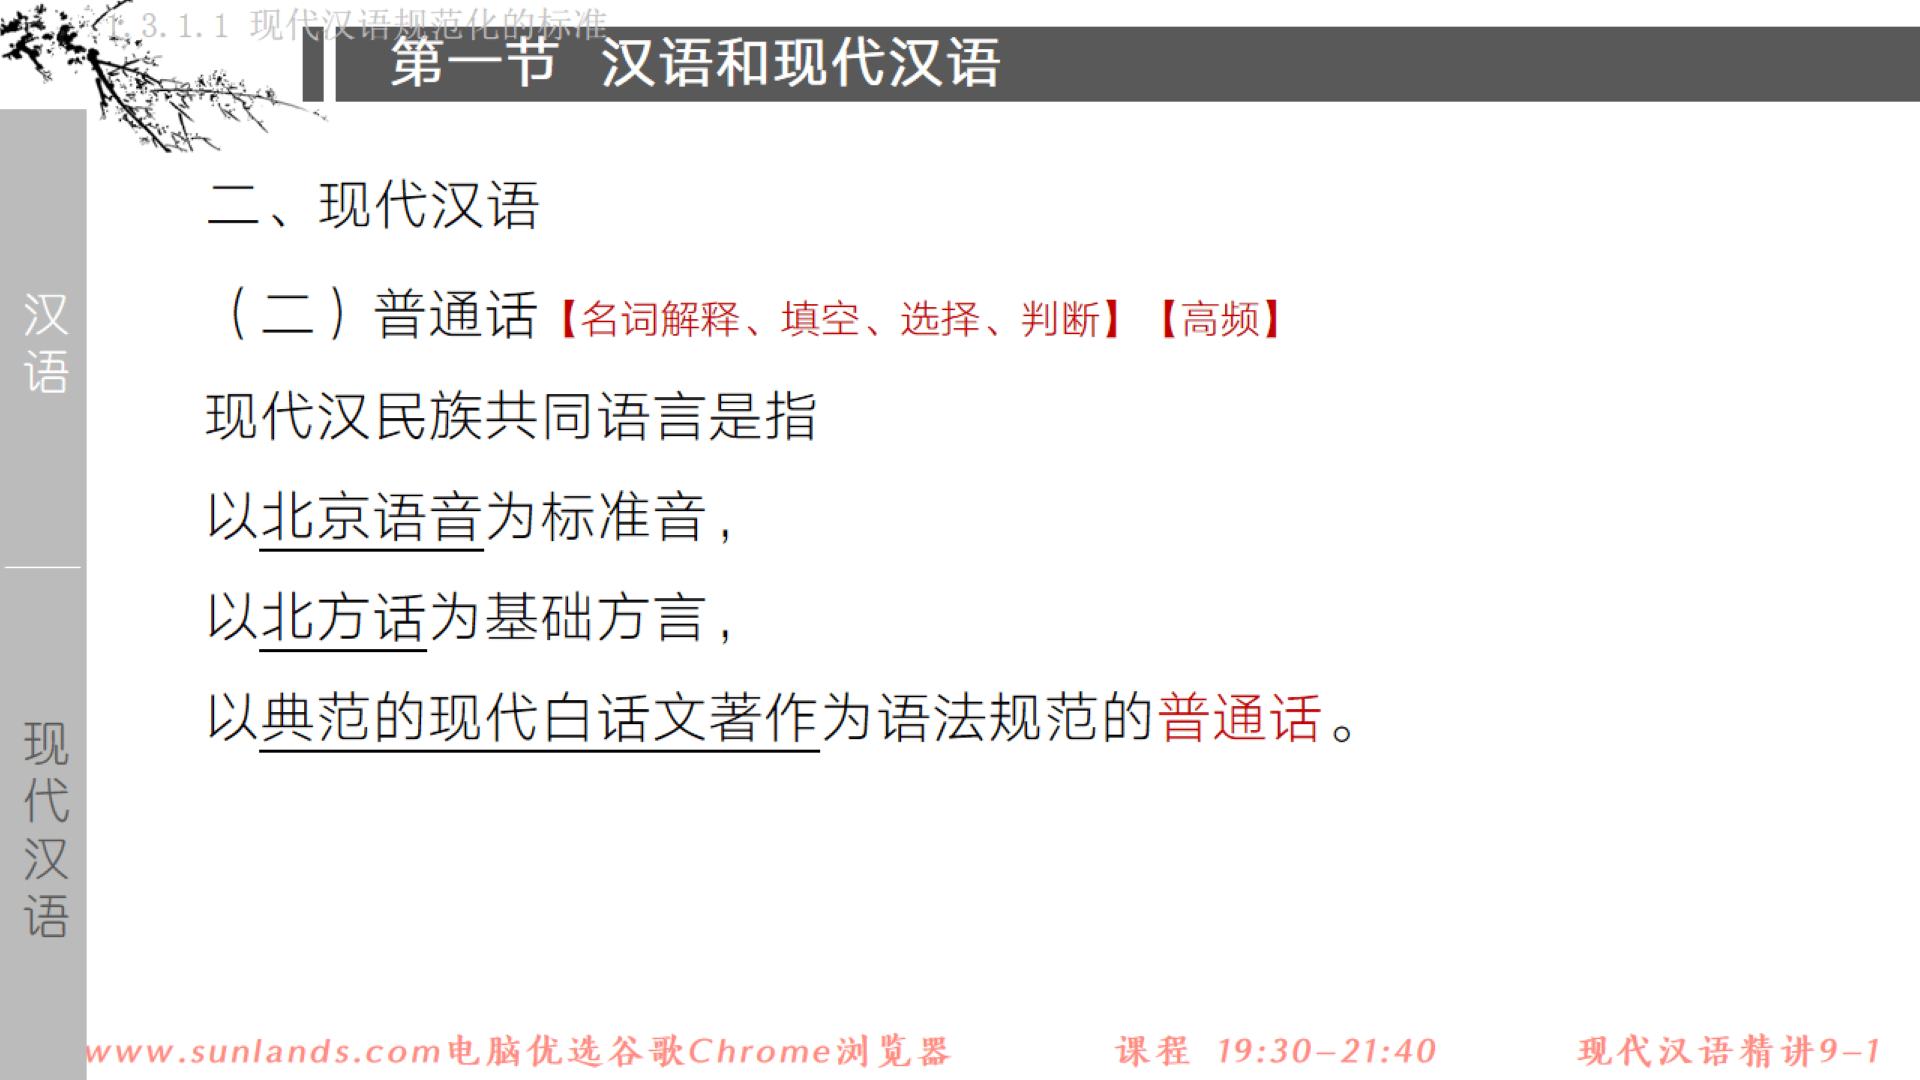 1.3.1.1 现代汉语规范化的标准
第一节 汉语和现代汉语
汉语
现代汉语
二、现代汉语
（二）普通话【名词解释、填空、选择、判断】【高频】
现代汉民族共同语言是指
以北京语音为标准音,
以北方话为基础方言,
以典范的现代白话文著作为语法规范的普通话。
www.sunlands.com电脑优选谷歌Chrome浏览器 课程 19:30-21:40 现代汉语精讲9-1